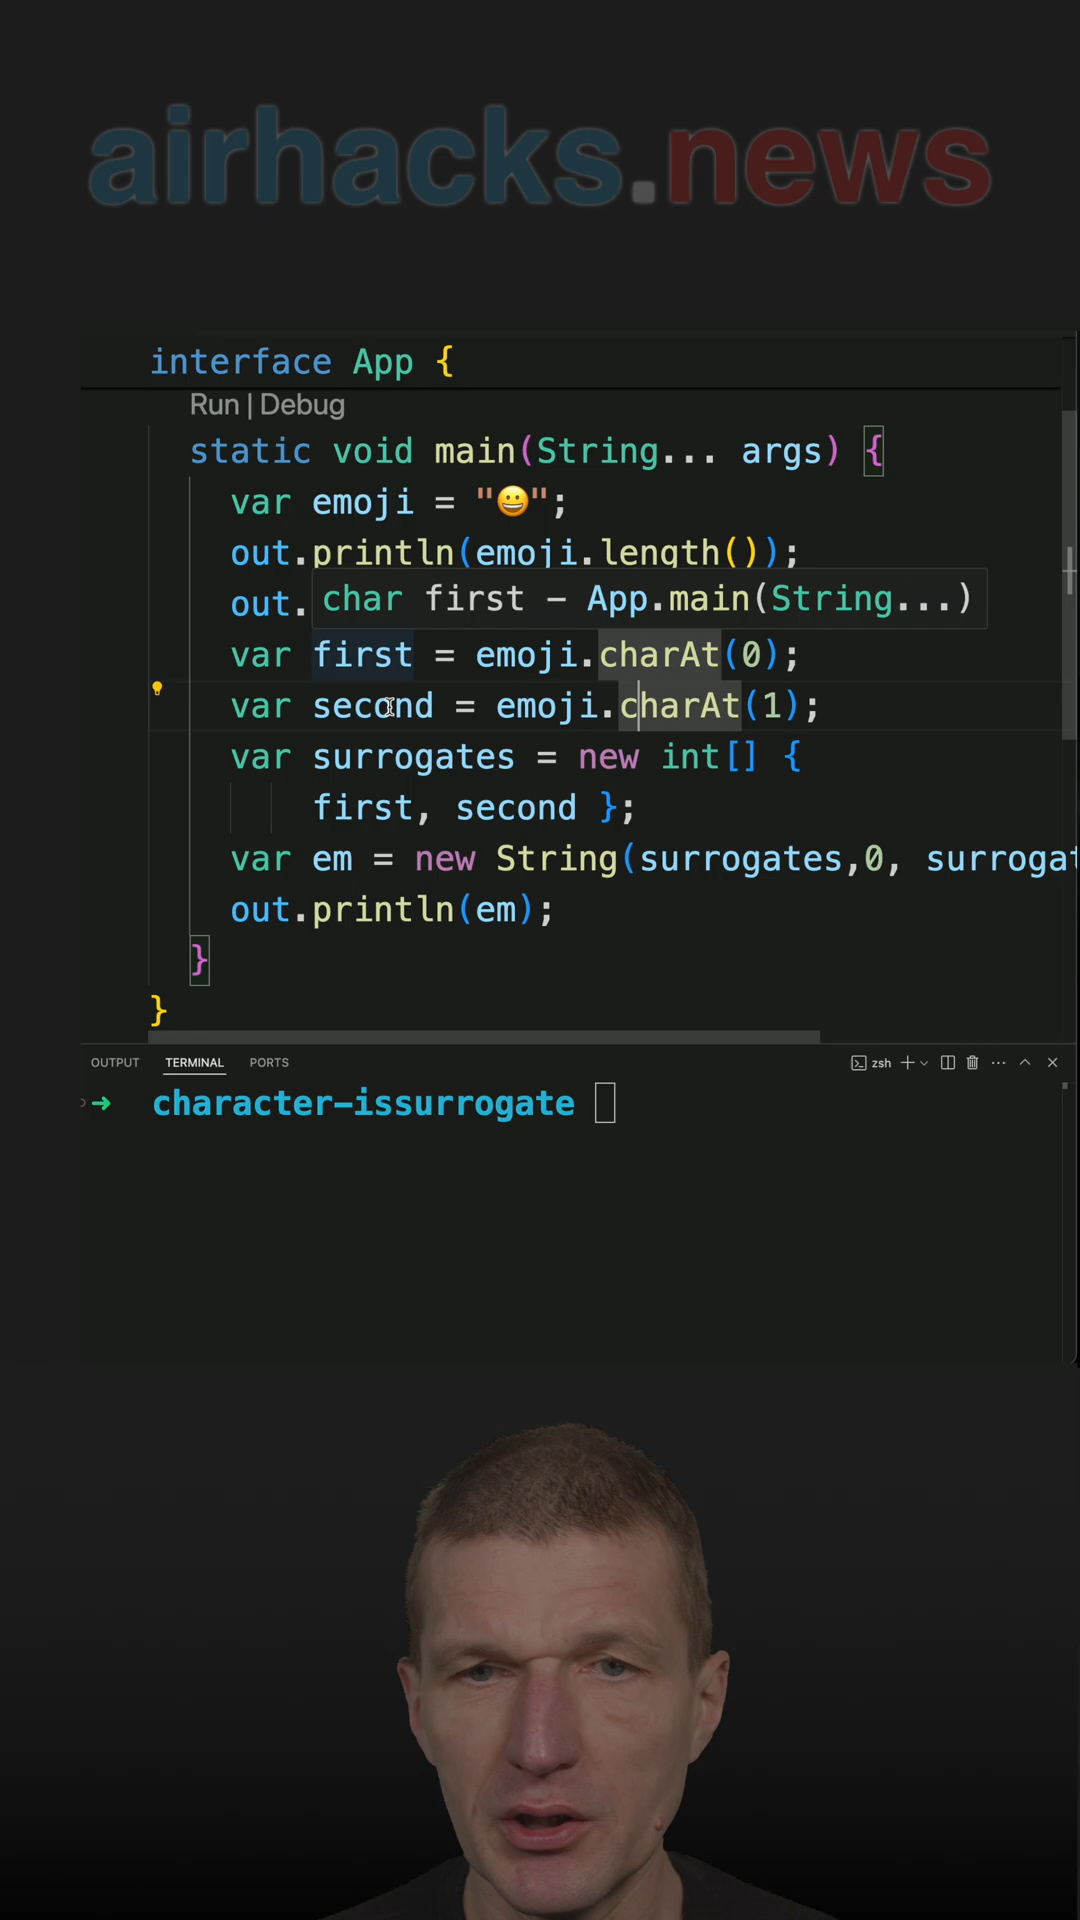 airhacks.news
interface App {
Run | Debug
static void main(String... args) {
var emoji = "😀";
out.println(emoji.length());
out.
char first – App.main(String...)
var first = emoji.charAt(0);
var second = emoji.charAt(1);
var surrogates = new int[] {
first, second };
var em = new String(surrogates,0, surrogat
out.println(em);
}
}
OUTPUT TERMINAL PORTS zsh
character-issurrogate